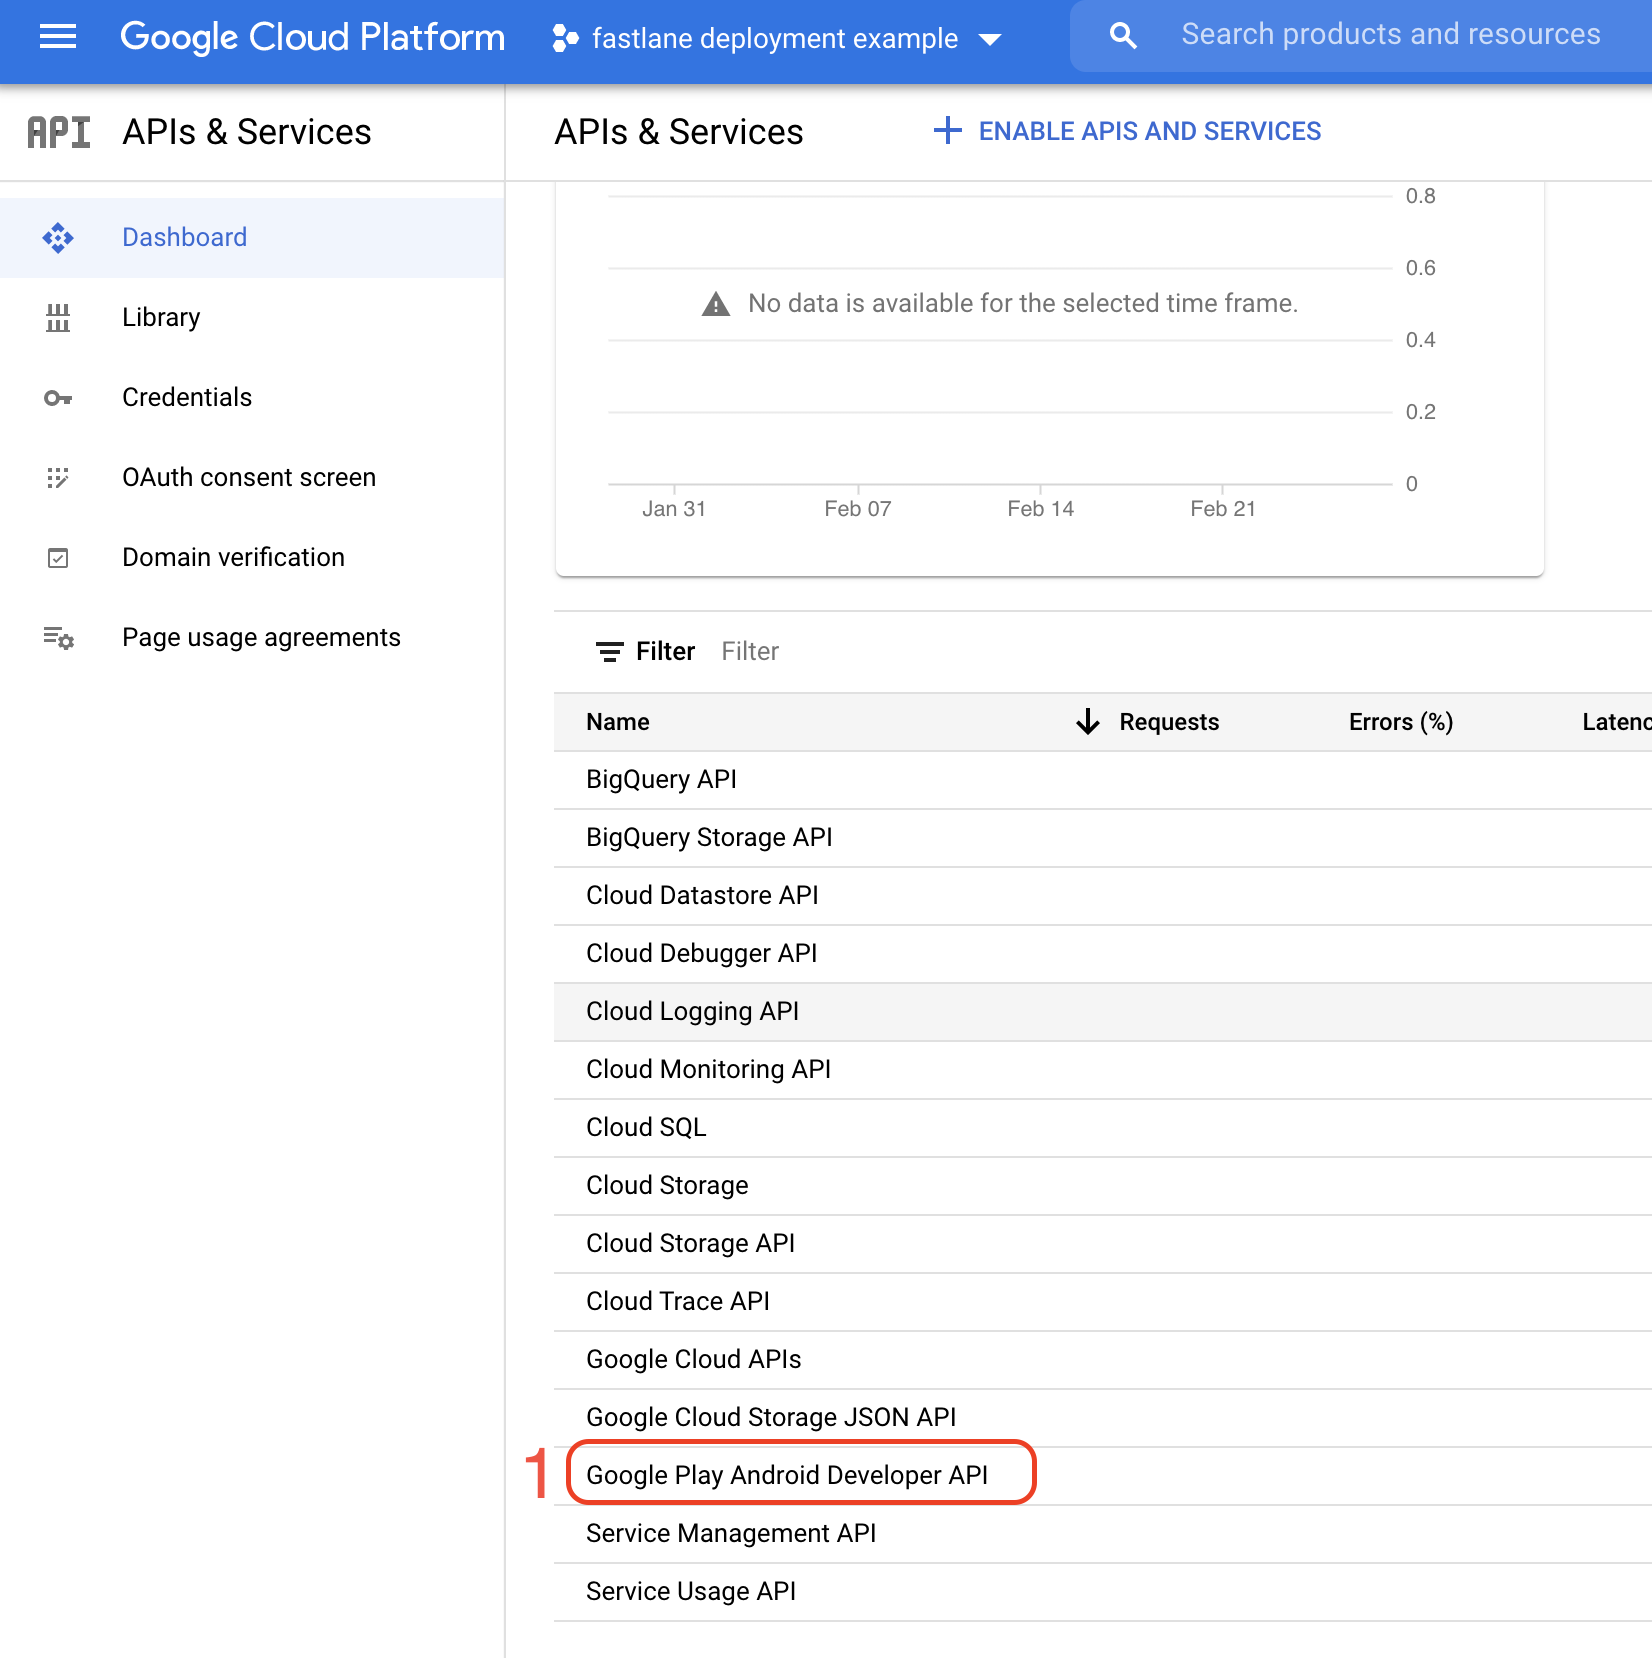 Google Cloud Platform
fastlane deployment example
Search products and resources
API
APIs & Services
APIs & Services
ENABLE APIS AND SERVICES
Dashboard
Library
Credentials
OAuth consent screen
Domain verification
Page usage agreements
0.8
0.6
No data is available for the selected time frame.
0.4
0.2
0
Jan 31 Feb 07 Feb 14 Feb 21
Filter Filter
Name Requests Errors (%) Latenc
BigQuery API
BigQuery Storage API
Cloud Datastore API
Cloud Debugger API
Cloud Logging API
Cloud Monitoring API
Cloud SQL
Cloud Storage
Cloud Storage API
Cloud Trace API
Google Cloud APIs
Google Cloud Storage JSON API
1 Google Play Android Developer API
Service Management API
Service Usage API